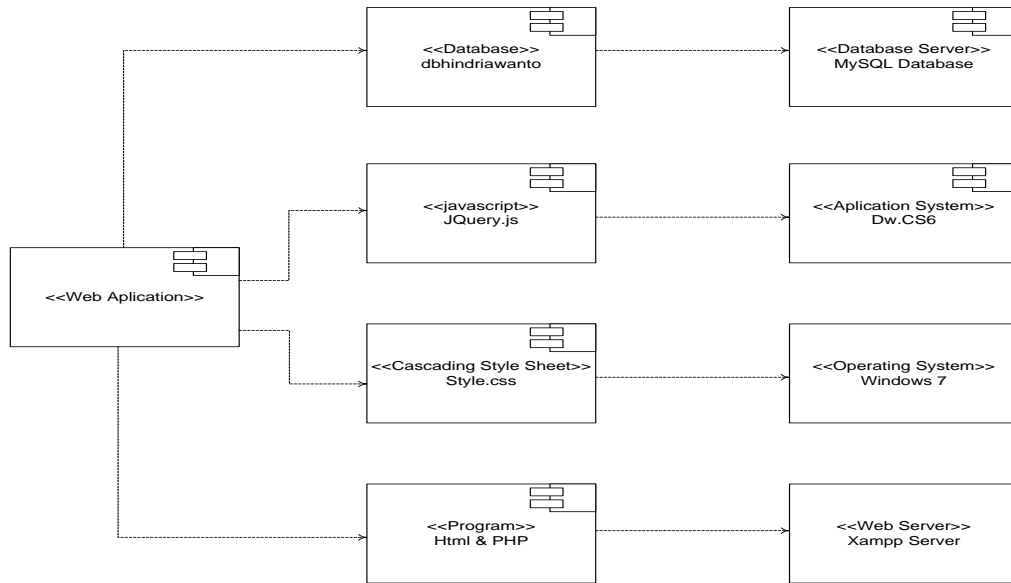 <<Database>>
dbhindriawanto
<<Database Server>>
MySQL Database
<<javascript>>
JQuery.js
<<Aplication System>>
Dw.CS6
<<Web Aplication>>
<<Cascading Style Sheet>>
Style.css
<<Operating System>>
Windows 7
<<Program>>
Html & PHP
<<Web Server>>
Xampp Server